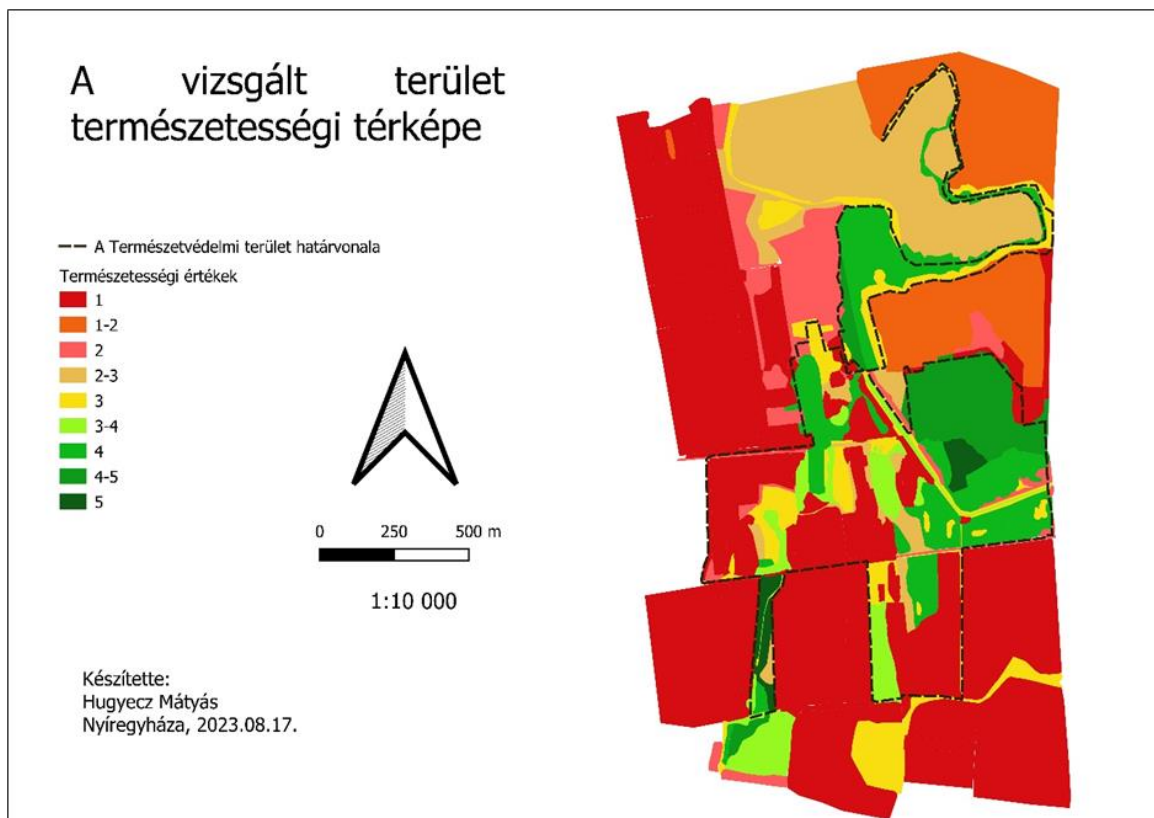 A vizsgált terület
természetességi térképe
A Természetvédelmi terület határvonala
Természetességi értékek
1
1-2
2
2-3
3
3-4
4
4-5
5
0 250 500 m
1:10 000
Készítette:
Hugyecz Mátyás
Nyíregyháza, 2023.08.17.